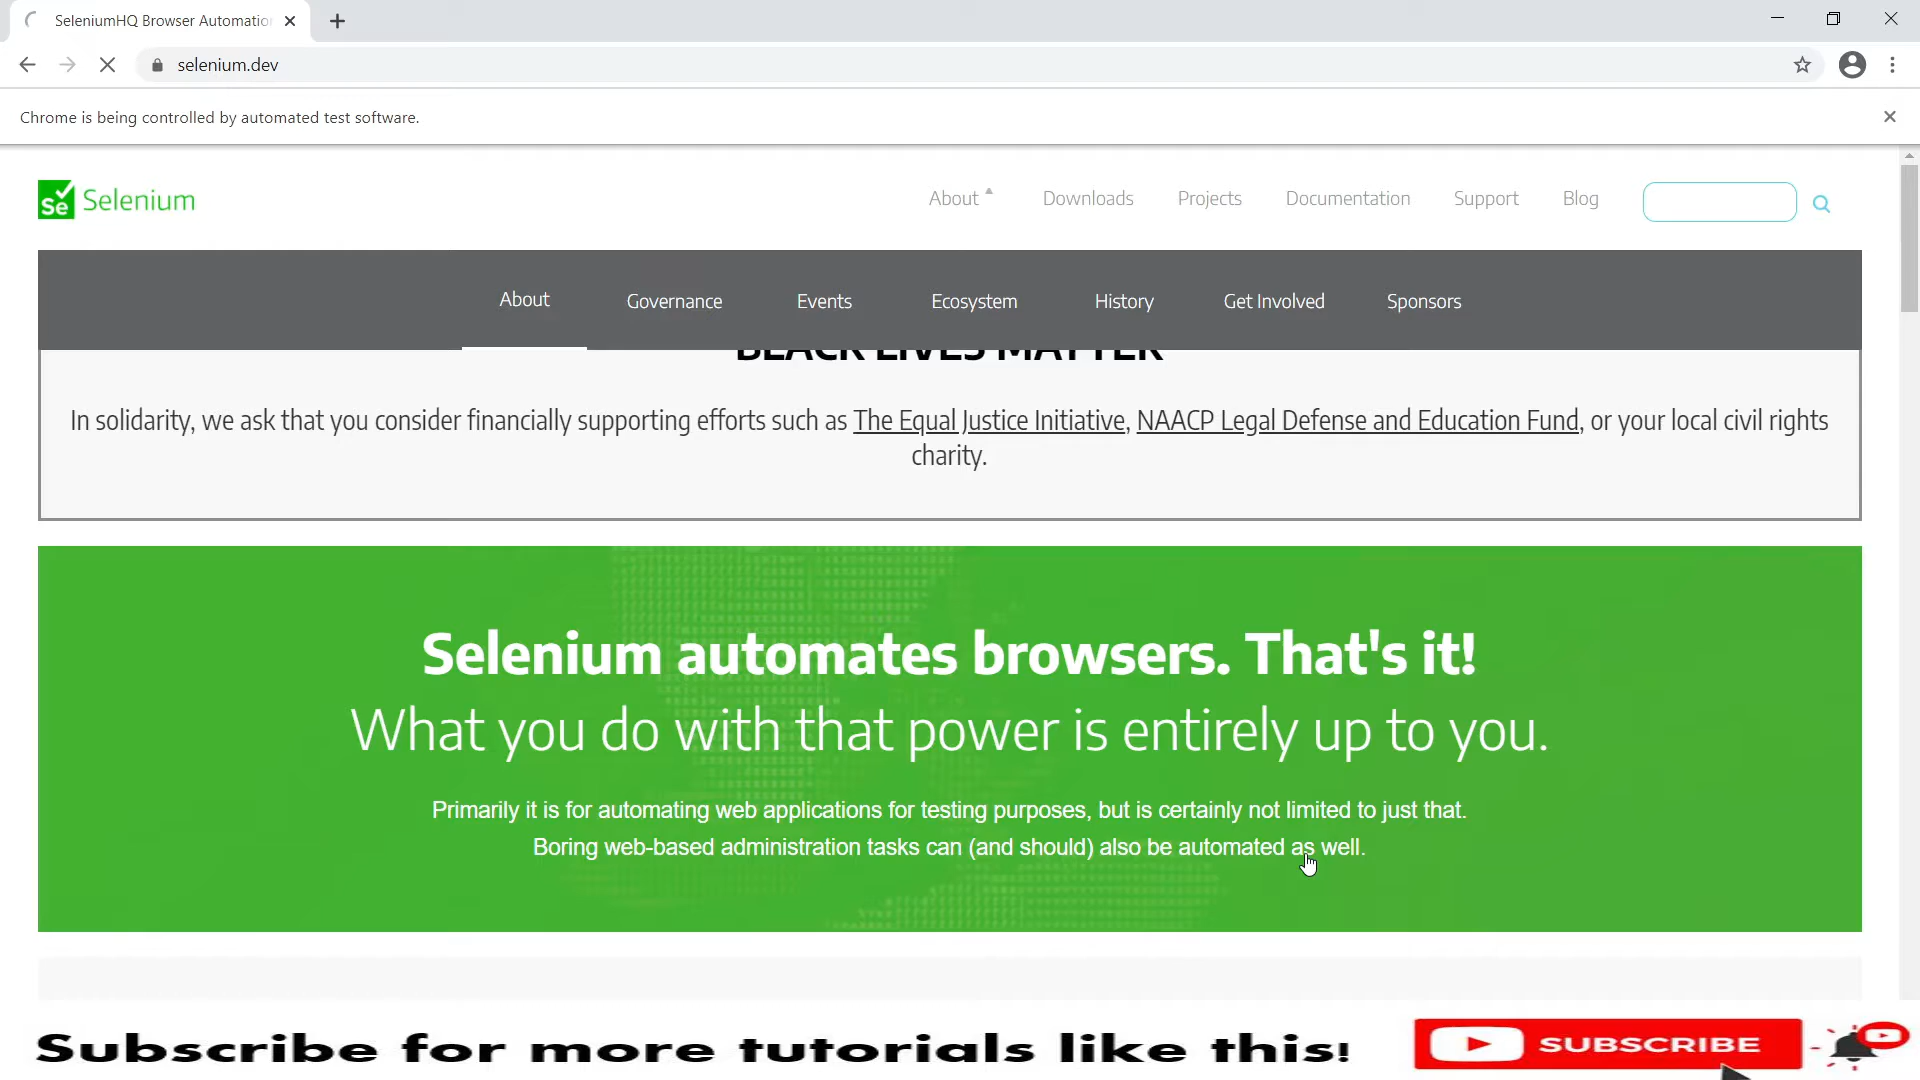 SeleniumHQ Browser Automation
selenium.dev
Chrome is being controlled by automated test software.
Se Selenium
About Downloads Projects Documentation Support Blog
About Governance Events Ecosystem History Get Involved Sponsors
BLACK LIVES MATTER
In solidarity, we ask that you consider financially supporting efforts such as The Equal Justice Initiative, NAACP Legal Defense and Education Fund, or your local civil rights
charity.
Selenium automates browsers. That's it!
What you do with that power is entirely up to you.
Primarily it is for automating web applications for testing purposes, but is certainly not limited to just that.
Boring web-based administration tasks can (and should) also be automated as well.
Subscribe for more tutorials like this! SUBSCRIBE